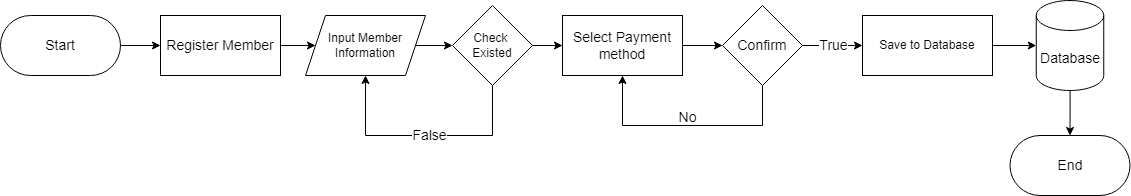 Start
Register Member
Input Member
Information
Check
Existed
Select Payment
method
Confirm
True
Save to Database
Database
False
No
End